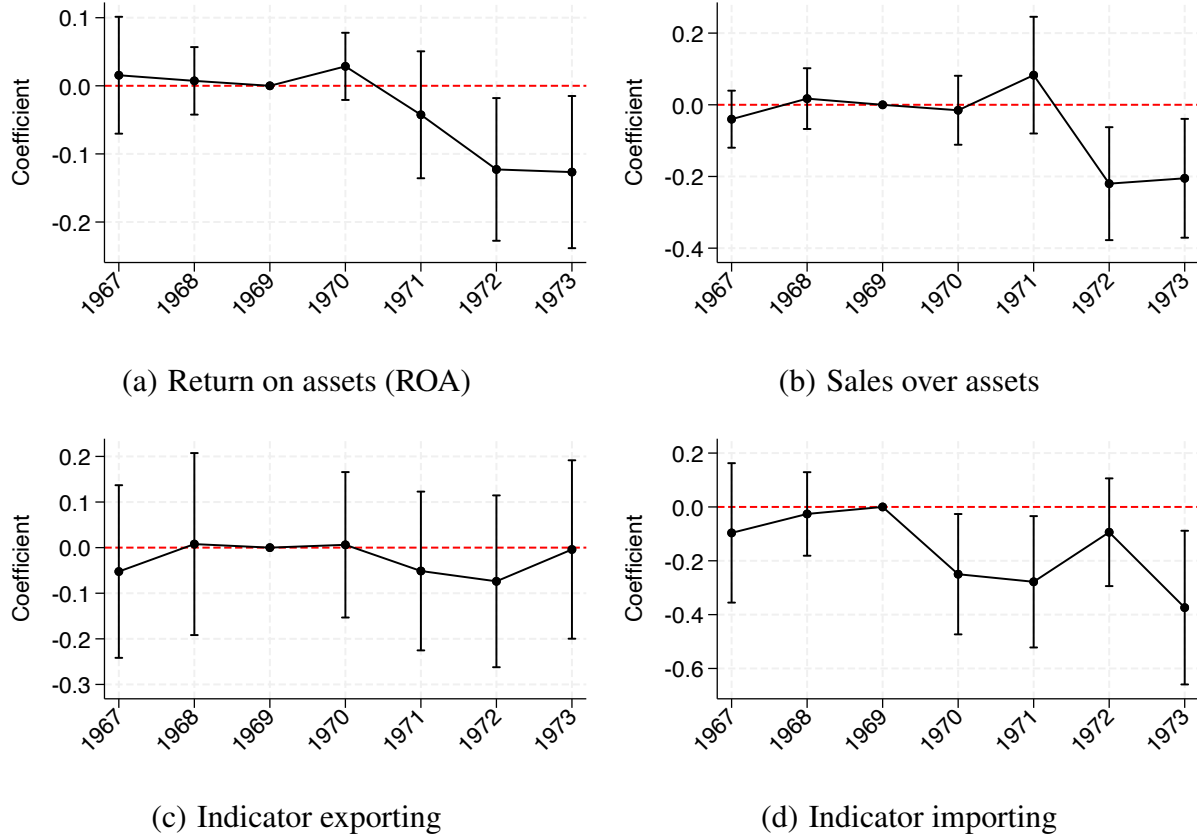 0.1
0.0
-0.1
-0.2
Coefficient
1967 1968 1969 1970 1971 1972 1973
(a) Return on assets (ROA)
0.2
0.0
-0.2
-0.4
Coefficient
1967 1968 1969 1970 1971 1972 1973
(b) Sales over assets
0.2
0.1
0.0
-0.1
-0.2
-0.3
Coefficient
1967 1968 1969 1970 1971 1972 1973
(c) Indicator exporting
0.2
0.0
-0.2
-0.4
-0.6
Coefficient
1967 1968 1969 1970 1971 1972 1973
(d) Indicator importing